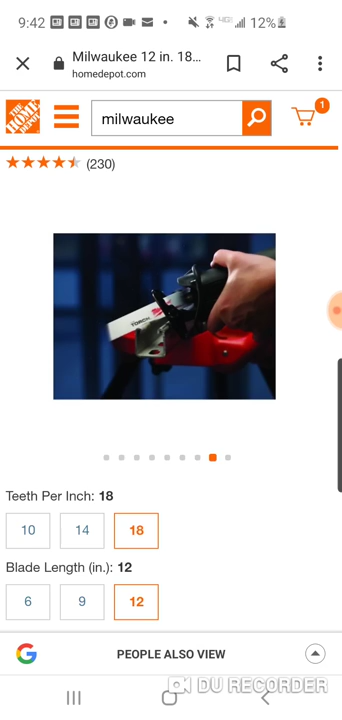 9:42
12%
Milwaukee 12 in. 18...
homedepot.com
THE HOME DEPOT
milwaukee
1
(230)
TORCH
Teeth Per Inch: 18
10 14 18
Blade Length (in.): 12
6 9 12
PEOPLE ALSO VIEW
DU RECORDER